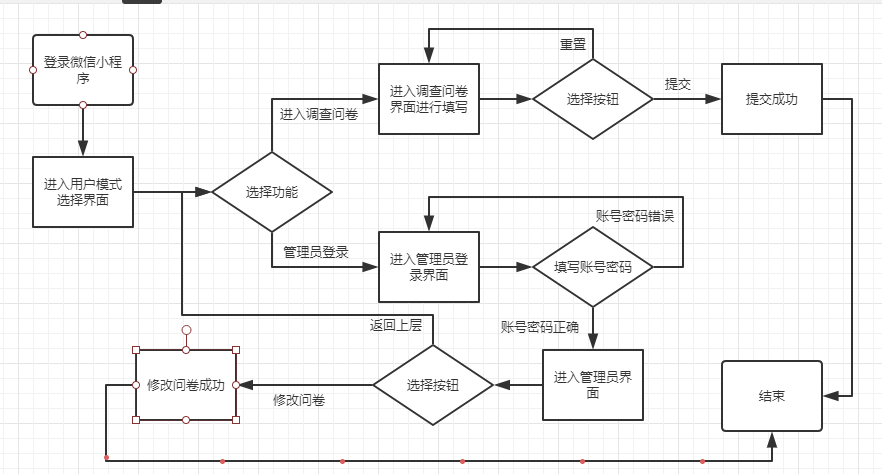 登录微信小程
序
进入用户模式
选择界面
选择功能
进入调查问卷
进入调查问卷
界面进行填写
重置
选择按钮
提交
提交成功
管理员登录
进入管理员登
录界面
账号密码错误
填写账号密码
账号密码正确
进入管理员界
面
返回上层
选择按钮
修改问卷
修改问卷成功
结束